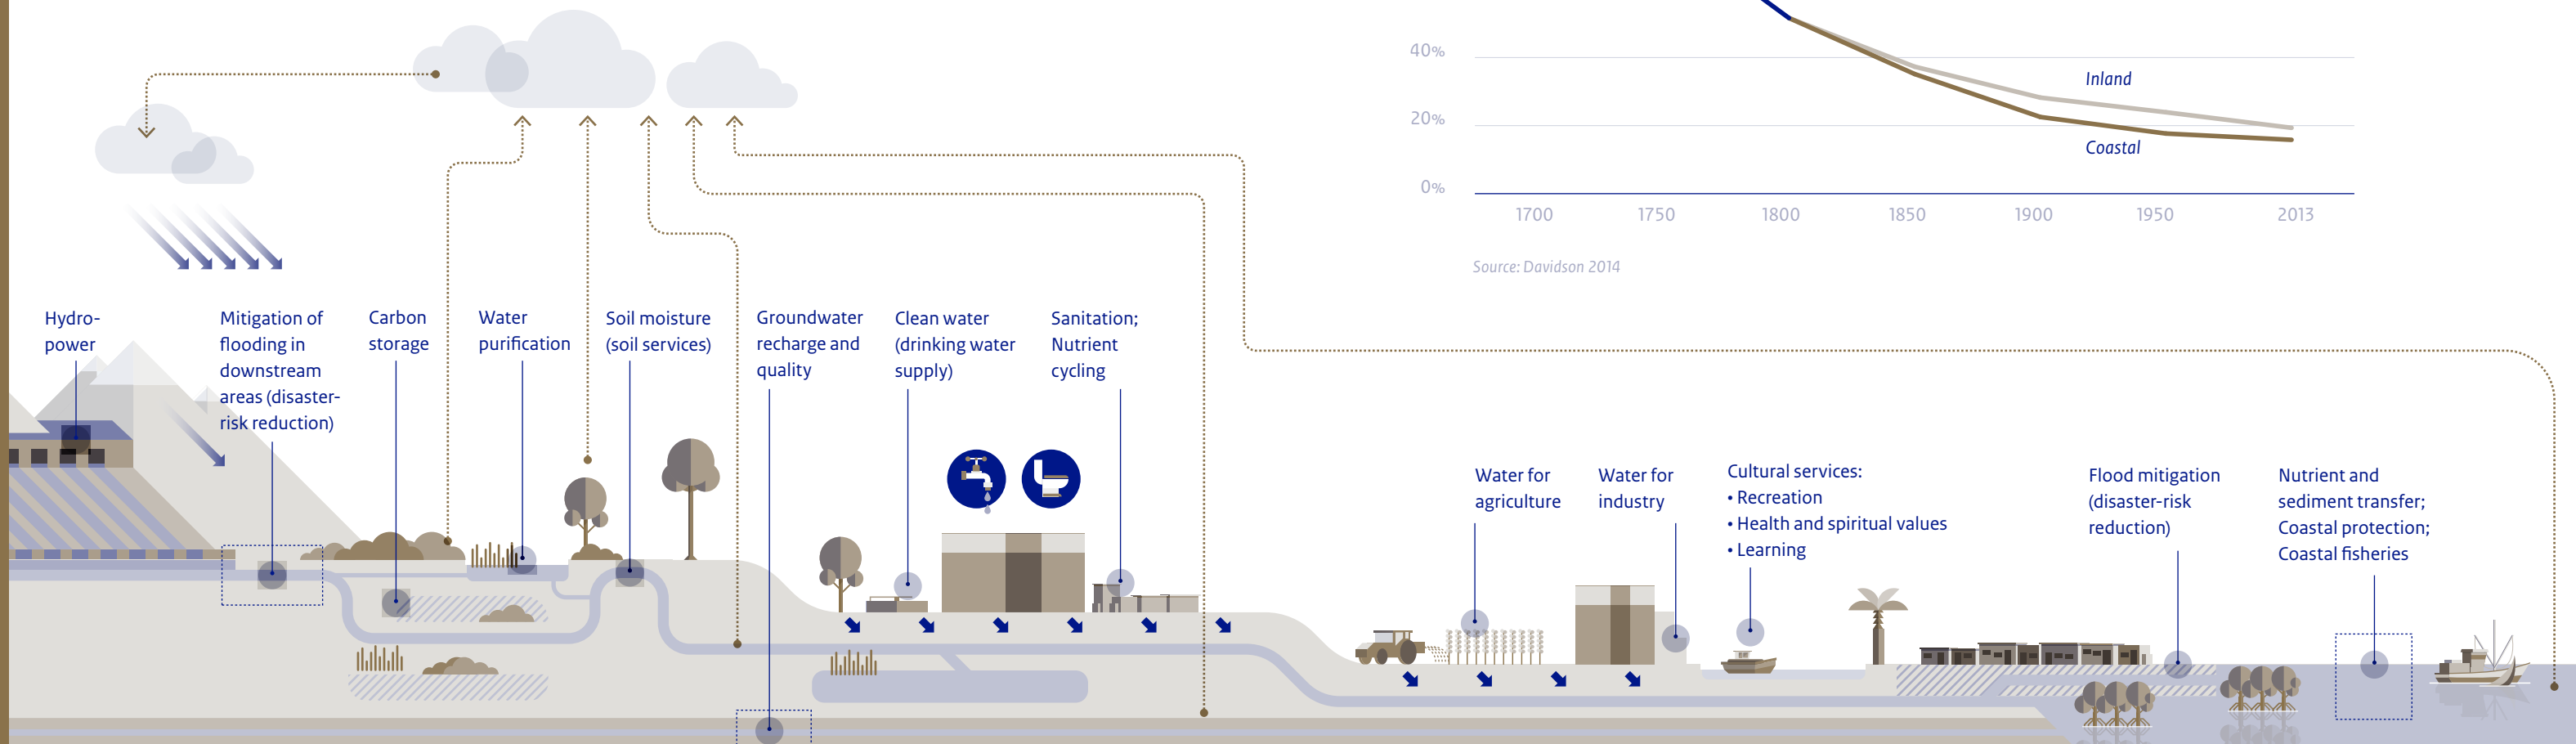 40%
Inland
20%
Coastal
0%
1700 1750 1800 1850 1900 1950 2013
Source: Davidson 2014
Hydro-
power
Mitigation of
flooding in
downstream
areas (disaster-
risk reduction)
Carbon
storage
Water
purification
Soil moisture
(soil services)
Groundwater
recharge and
quality
Clean water
(drinking water
supply)
Sanitation;
Nutrient
cycling
Water for
agriculture
Water for
industry
Cultural services:
• Recreation
• Health and spiritual values
• Learning
Flood mitigation
(disaster-risk
reduction)
Nutrient and
sediment transfer;
Coastal protection;
Coastal fisheries